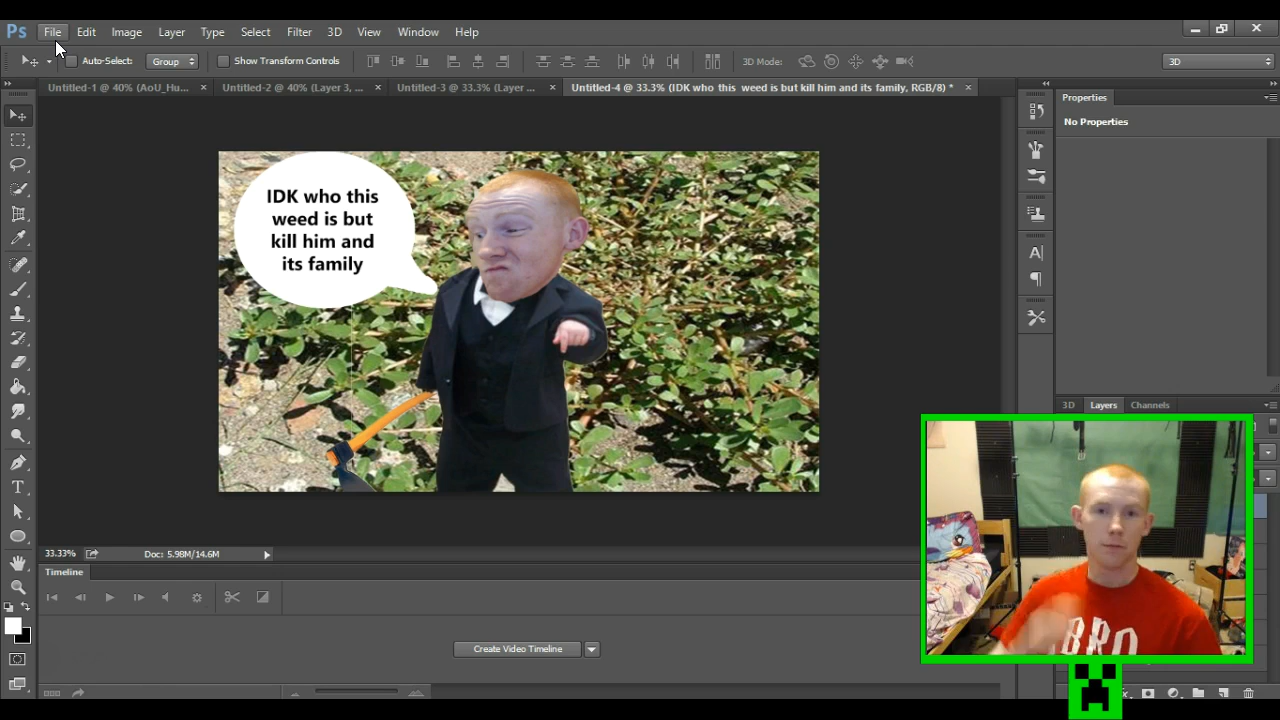 Ps File Edit Image Layer Type Select Filter 3D View Window Help
Auto-Select: Group Show Transform Controls 3D Mode: 3D
Untitled-1 @ 40% (AoU_Hu... × Untitled-2 @ 40% (Layer 3, ... × Untitled-3 @ 33.3% (Layer ... × Untitled-4 @ 33.3% (IDK who this weed is but kill him and its family, RGB/8) * ×
Properties
No Properties
IDK who this
weed is but
kill him and
its family
3D Layers Channels
33.33% Doc: 5.98M/14.6M
Timeline
Create Video Timeline
BRO